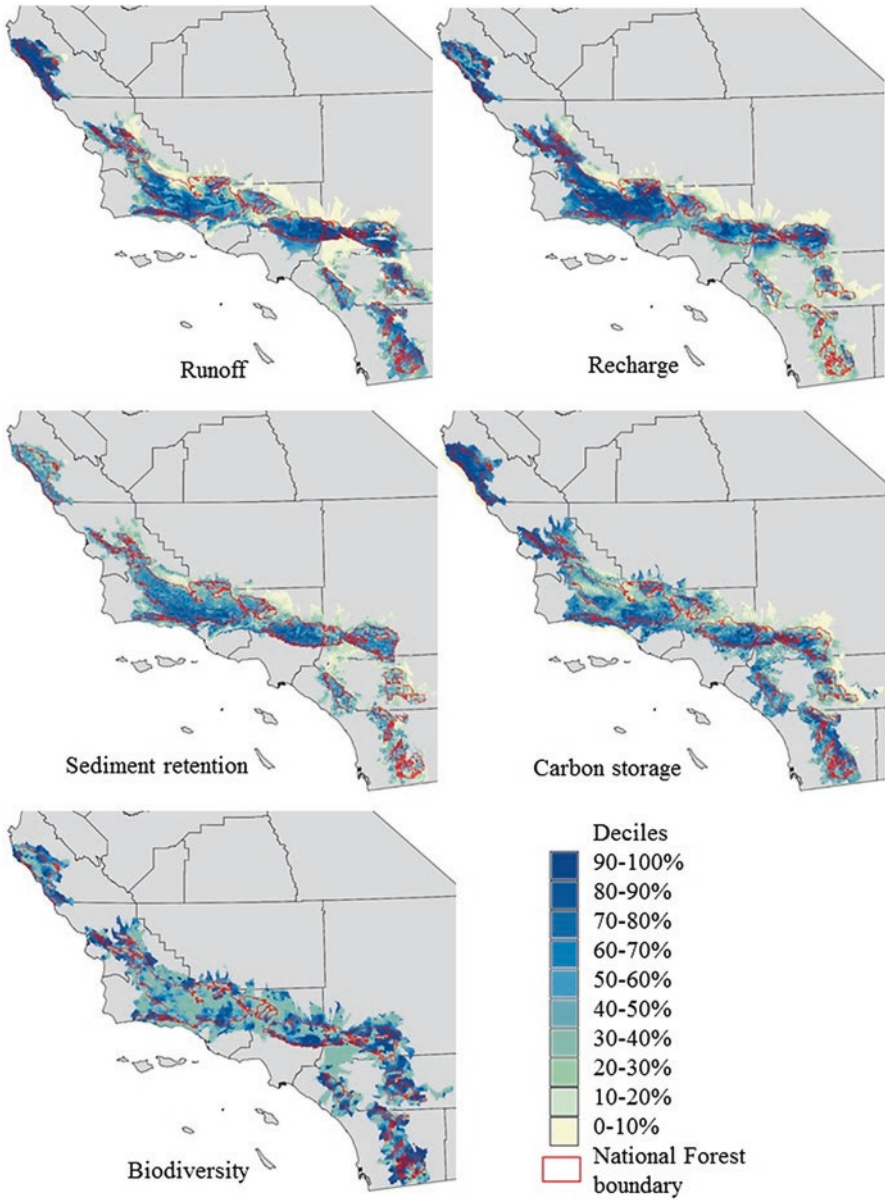 Runoff
Recharge
Sediment retention
Carbon storage
Biodiversity
Deciles
90-100%
80-90%
70-80%
60-70%
50-60%
40-50%
30-40%
20-30%
10-20%
0-10%
National Forest
boundary